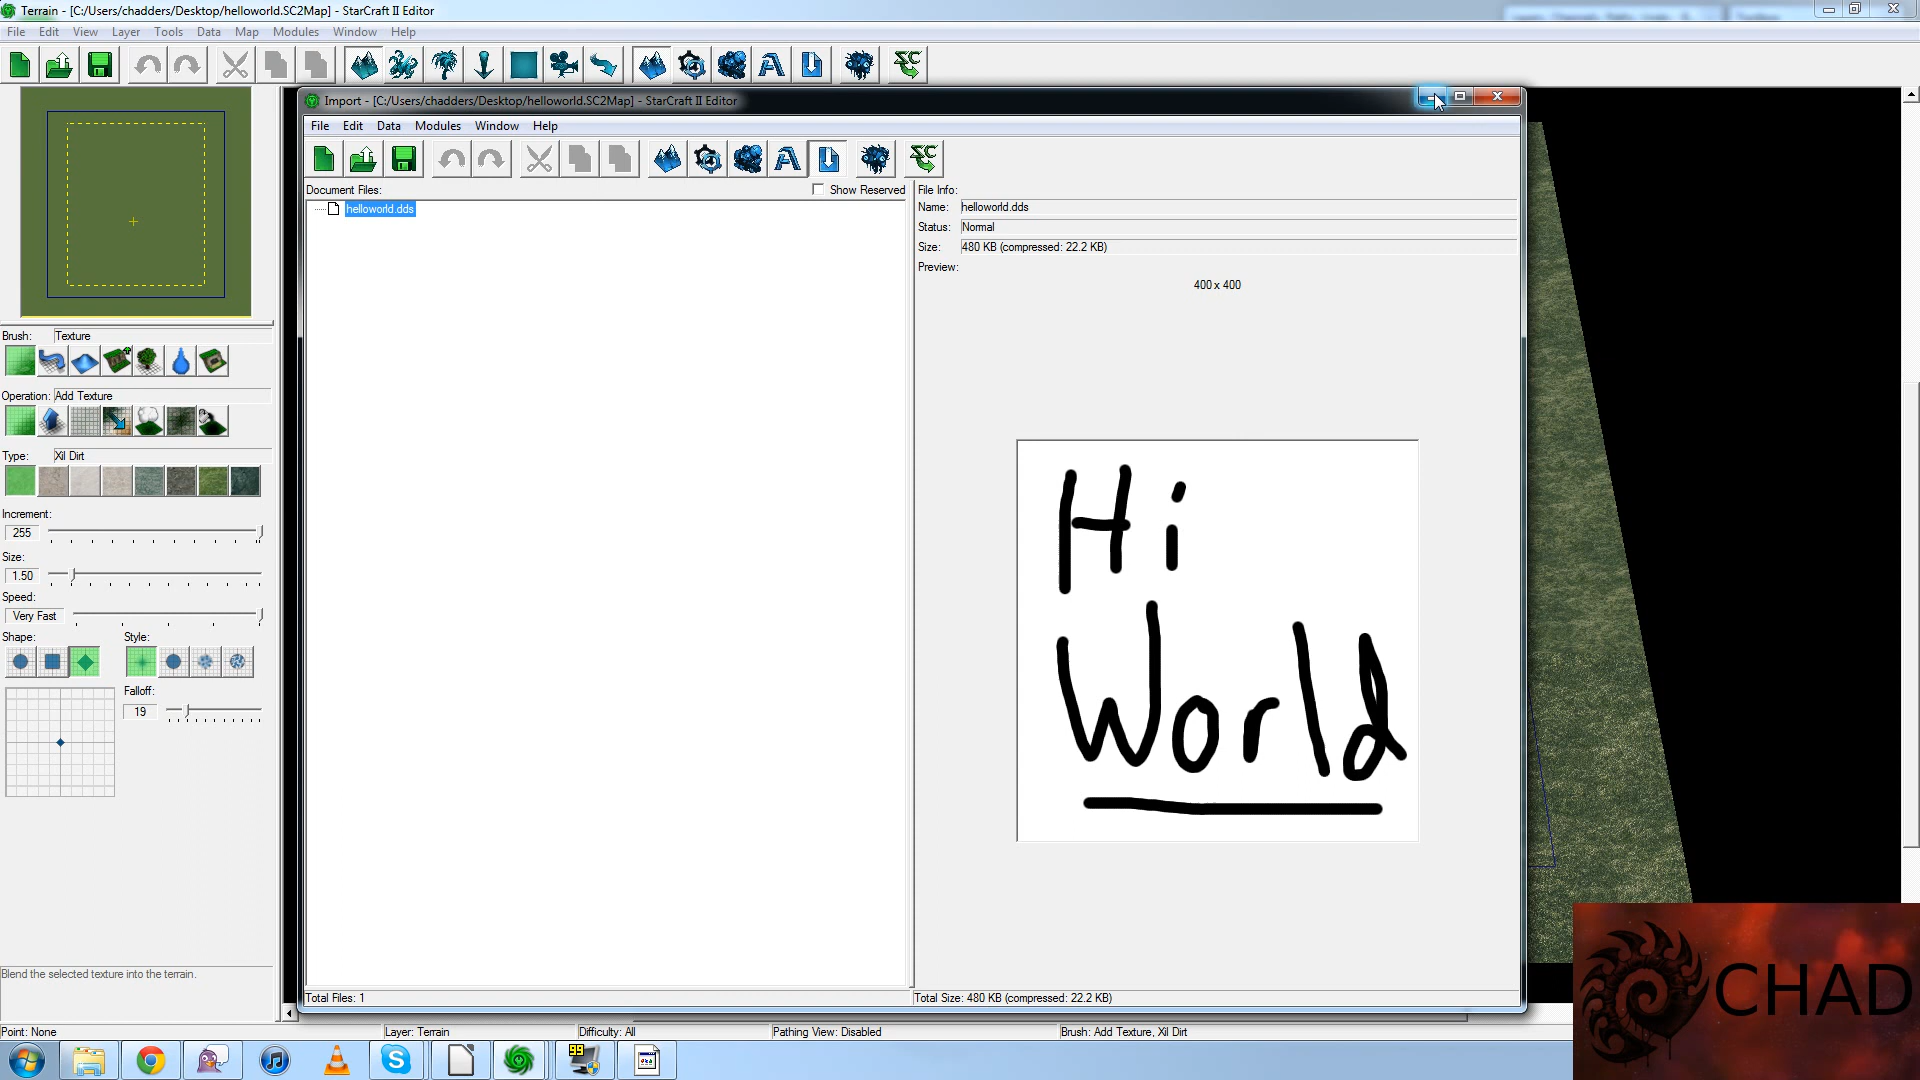 Terrain - [C:/Users/chadders/Desktop/helloworld.SC2Map] - StarCraft II Editor
File Edit View Layer Tools Data Map Modules Window Help
Import - [C:/Users/chadders/Desktop/helloworld.SC2Map] - StarCraft II Editor
File Edit Data Modules Window Help
Document Files: Show Reserved
helloworld.dds
File Info:
Name: helloworld.dds
Status: Normal
Size: 480 KB (compressed: 22.2 KB)
Preview:
400 x 400
Hi
World
Total Files: 1
Total Size: 480 KB (compressed: 22.2 KB)
Brush: Texture
Operation: Add Texture
Type: Xil Dirt
Increment:
255
Size:
1.50
Speed:
Very Fast
Shape: Style:
Falloff:
19
Blend the selected texture into the terrain.
Point: None Layer: Terrain Difficulty: All Pathing View: Disabled Brush: Add Texture, Xil Dirt
99
CHAD